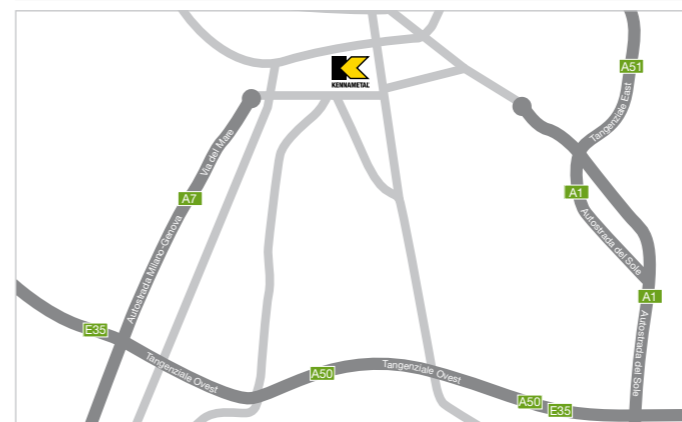 KENNAMETAL
A51
Tangenziale East
Via del Mare
A7
A1
Autostrada Milano-Genova
Autostrada del Sole
A1
E35
Autostrada del Sole
Tangenziale Ovest
A50
Tangenziale Ovest
A50
E35